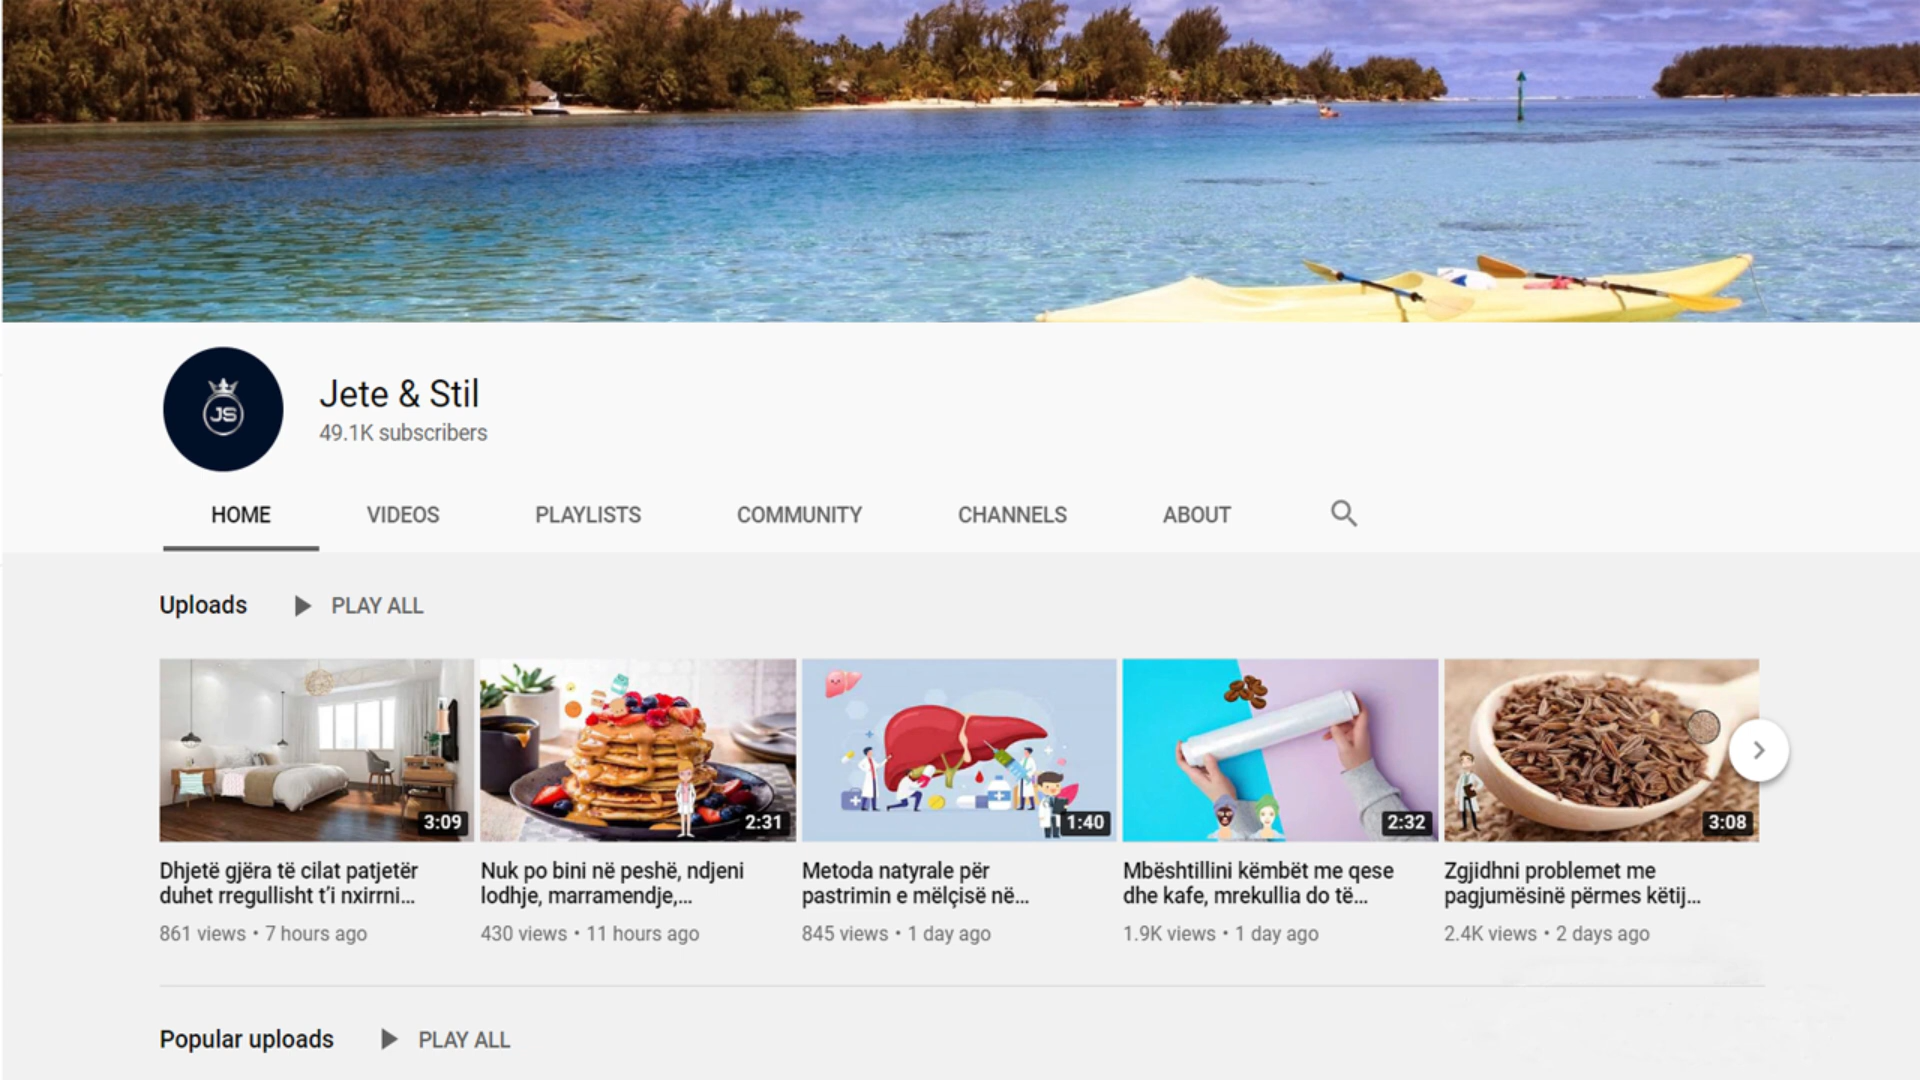 JS
Jete & Stil
49.1K subscribers
HOME VIDEOS PLAYLISTS COMMUNITY CHANNELS ABOUT
Uploads PLAY ALL
3:09 2:31 1:40 2:32 3:08
Dhjetë gjëra të cilat patjetër
duhet rregullisht t'i nxirrni...
861 views • 7 hours ago
Nuk po bini në peshë, ndjeni
lodhje, marramendje,...
430 views • 11 hours ago
Metoda natyrale për
pastrimin e mëlçisë në...
845 views • 1 day ago
Mbështillini këmbët me qese
dhe kafe, mrekullia do të...
1.9K views • 1 day ago
Zgjidhni problemet me
pagjumësinë përmes këtij...
2.4K views • 2 days ago
Popular uploads PLAY ALL